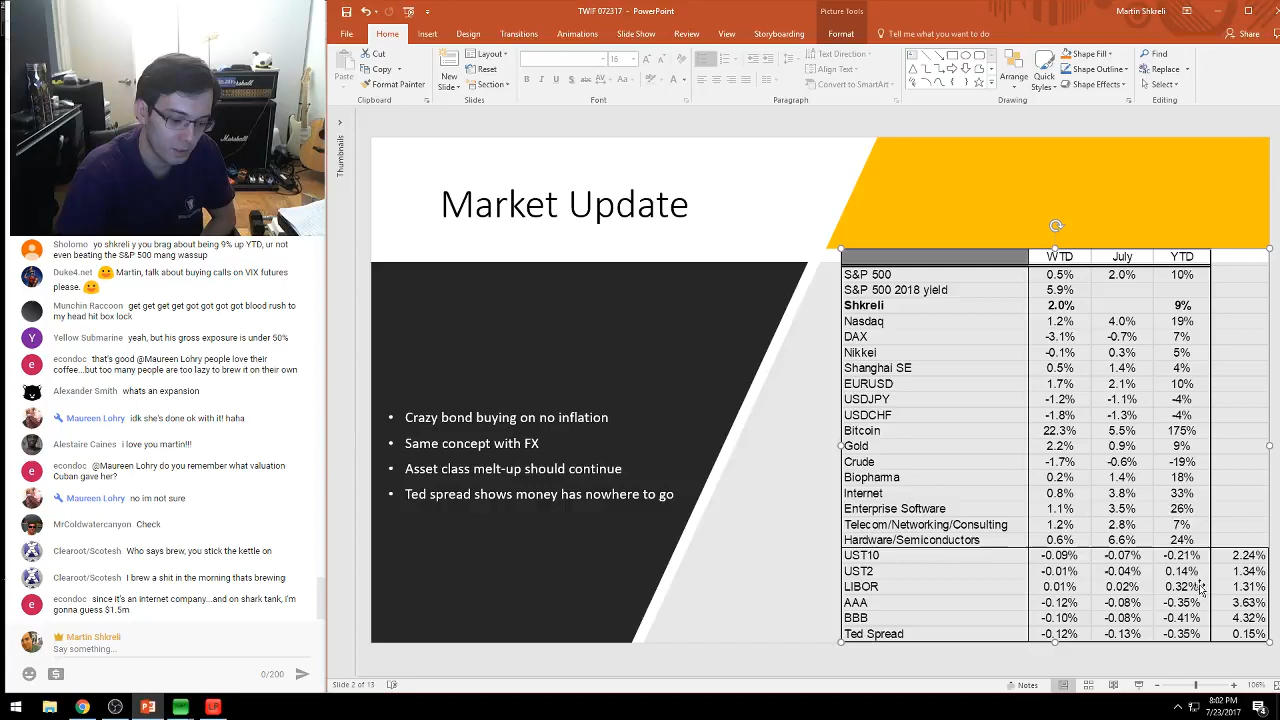 TWIF 072317 - PowerPoint
Picture Tools
Martin Shkreli
File
Home
Insert
Design
Transitions
Animations
Slide Show
Review
View
Storyboarding
Format
Tell me what you want to do
Share
Paste
Cut
Copy
Format Painter
Clipboard
New
Slide
Layout
Reset
Section
Slides
16
Font
Text Direction
Align Text
Convert to SmartArt
Paragraph
Arrange
Quick
Styles
Shape Fill
Shape Outline
Shape Effects
Drawing
Find
Replace
Select
Editing
Marshall
Marshall
Sholomo yo shkreli y you brag about being 9% up YTD, ur not
even beating the S&P 500 mang wassup
Duke4.net Martin, talk about buying calls on VIX futures
please.
Munchin Raccoon get get get get got got got got blood rush to
my head hit box lock
Yellow Submarine yeah, but his gross exposure is under 50%
econdoc that's good @Maureen Lohry people love their
coffee...but too many people are too lazy to brew it on their own
Alexander Smith whats an expansion
Maureen Lohry idk she's done ok with it! haha
Alestaire Caines i love you martin!!!
econdoc @Maureen Lohry do you remember what valuation
Cuban gave her?
Maureen Lohry no im not sure
MrColdwatercanyon Check
Clearoot/Scotesh Who says brew, you stick the kettle on
Clearoot/Scotesh I brew a shit in the morning thats brewing
econdoc since it's an Internet company...and on shark tank, i'm
gonna guess $1.5m
Martin Shkreli
Say something...
0/200
Thumbnails
Market Update
• Crazy bond buying on no inflation
• Same concept with FX
• Asset class melt-up should continue
• Ted spread shows money has nowhere to go
WTD July YTD
S&P 500 0.5% 2.0% 10%
S&P 500 2018 yield 5.9%
Shkreli 2.0% 9%
Nasdaq 1.2% 4.0% 19%
DAX -3.1% -0.7% 7%
Nikkei -0.1% 0.3% 5%
Shanghai SE 0.5% 1.4% 4%
EURUSD 1.7% 2.1% 10%
USDJPY -1.2% -1.1% -4%
USDCHF -1.8% -1.3% -4%
Bitcoin 22.3% 5.5% 175%
Gold 2.2% 0.9% 9%
Crude -1.7% -0.6% -19%
Biopharma 0.2% 1.4% 18%
Internet 0.8% 3.8% 33%
Enterprise Software 1.1% 3.5% 26%
Telecom/Networking/Consulting 1.2% 2.8% 7%
Hardware/Semiconductors 0.6% 6.6% 24%
UST10 -0.09% -0.07% -0.21% 2.24%
UST2 -0.01% -0.04% 0.14% 1.34%
LIBOR 0.01% 0.02% 0.32% 1.31%
AAA -0.12% -0.08% -0.35% 3.63%
BBB -0.10% -0.08% -0.41% 4.32%
Ted Spread -0.12% -0.13% -0.35% 0.15%
Slide 2 of 13
Notes
106%
8:02 PM
7/23/2017